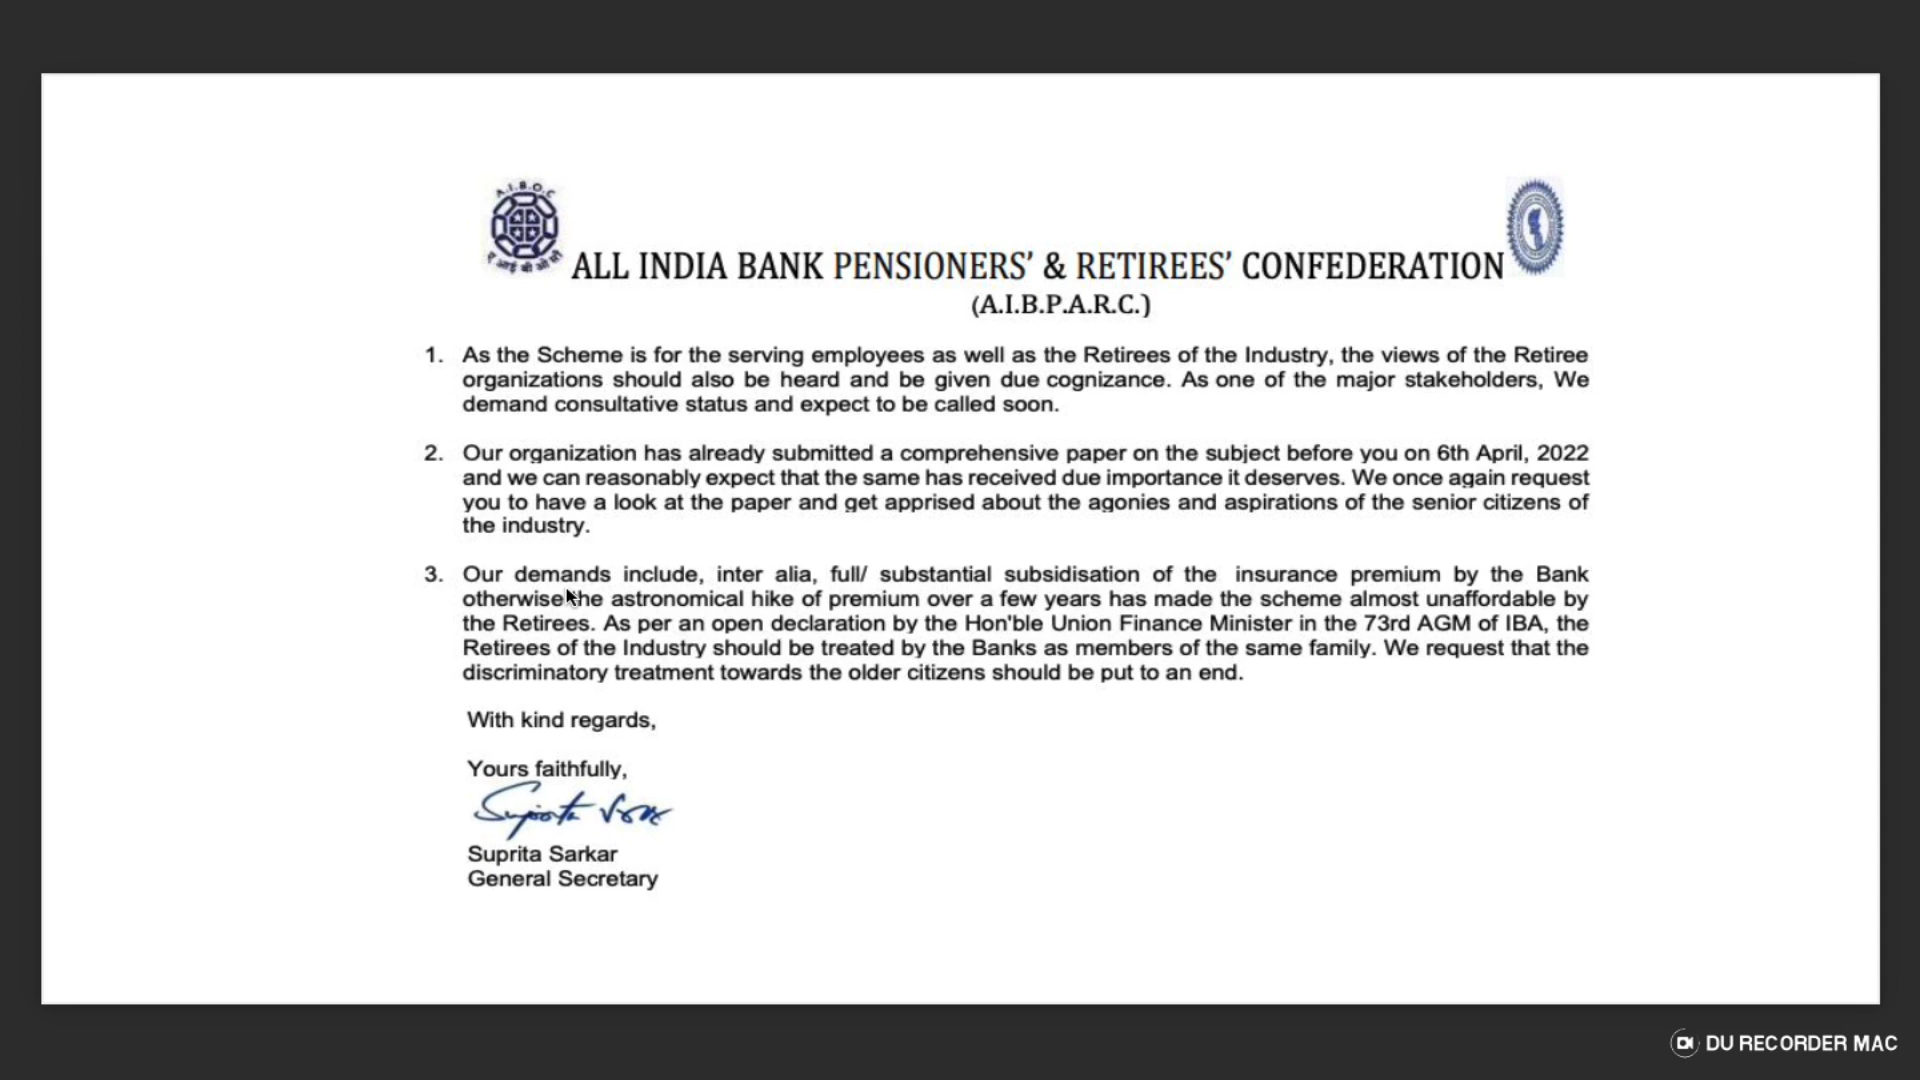 A.I.B.O.C
ALL INDIA BANK PENSIONERS' & RETIREES' CONFEDERATION
(A.I.B.P.A.R.C.)
1. As the Scheme is for the serving employees as well as the Retirees of the Industry, the views of the Retiree
organizations should also be heard and be given due cognizance. As one of the major stakeholders, We
demand consultative status and expect to be called soon.
2. Our organization has already submitted a comprehensive paper on the subject before you on 6th April, 2022
and we can reasonably expect that the same has received due importance it deserves. We once again request
you to have a look at the paper and get apprised about the agonies and aspirations of the senior citizens of
the industry.
3. Our demands include, inter alia, full/ substantial subsidisation of the insurance premium by the Bank
otherwise the astronomical hike of premium over a few years has made the scheme almost unaffordable by
the Retirees. As per an open declaration by the Hon'ble Union Finance Minister in the 73rd AGM of IBA, the
Retirees of the Industry should be treated by the Banks as members of the same family. We request that the
discriminatory treatment towards the older citizens should be put to an end.
With kind regards,
Yours faithfully,
Suprita Sarkar
General Secretary
DU RECORDER MAC